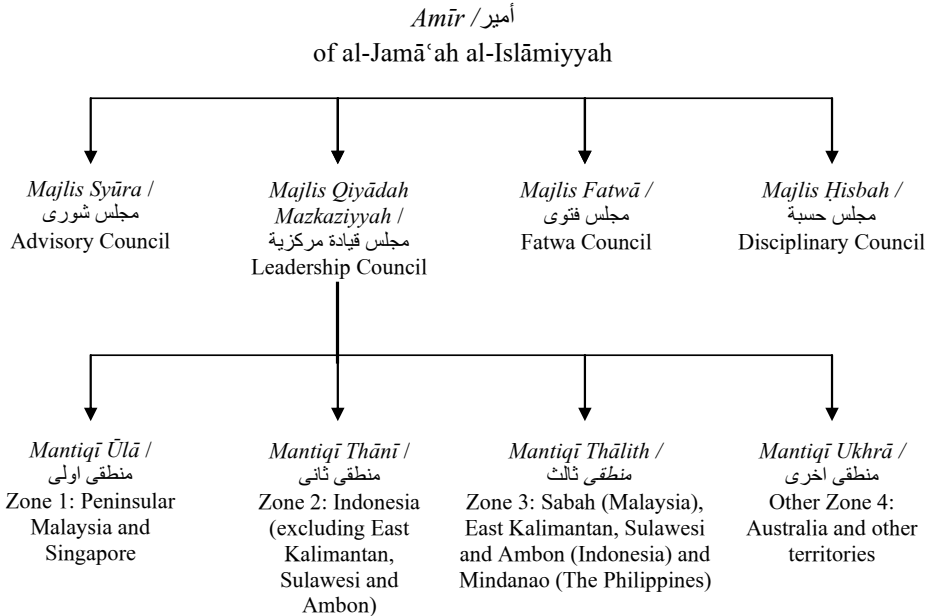 Amīr / أمير
of al-Jamā‘ah al-Islāmiyyah
Majlis Syūra /
مجلس شورى
Advisory Council
Majlis Qiyādah
Mazkaziyyah /
مجلس قيادة مركزية
Leadership Council
Majlis Fatwā /
مجلس فتوى
Fatwa Council
Majlis Ḥisbah /
مجلس حسبة
Disciplinary Council
Mantiqī Ūlā /
منطقى اولى
Zone 1: Peninsular
Malaysia and
Singapore
Mantiqī Thānī /
منطقى ثانى
Zone 2: Indonesia
(excluding East
Kalimantan,
Sulawesi and
Ambon)
Mantiqī Thālith /
منطقى ثالث
Zone 3: Sabah (Malaysia),
East Kalimantan, Sulawesi
and Ambon (Indonesia) and
Mindanao (The Philippines)
Mantiqī Ukhrā /
منطقى اخرى
Other Zone 4:
Australia and other
territories